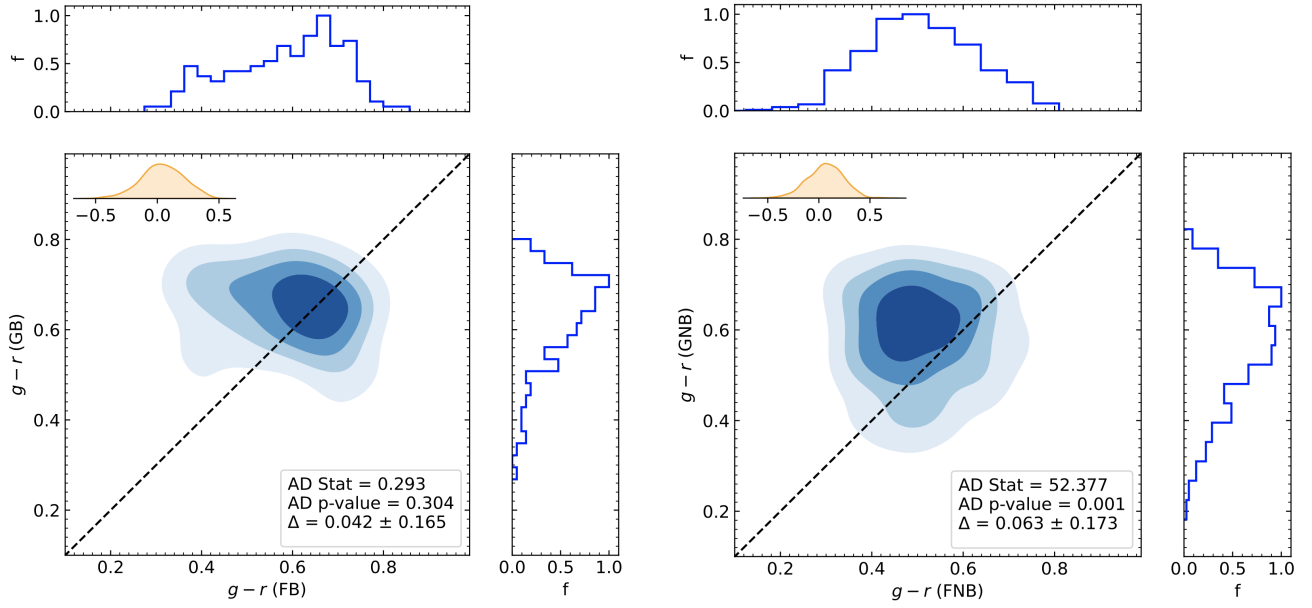 1.0
0.5
0.0
f
1.0
0.5
0.0
f
−0.5 0.0 0.5
0.8
0.6
0.4
0.2
g − r (GB)
AD Stat = 0.293
AD p-value = 0.304
Δ = 0.042 ± 0.165
0.2 0.4 0.6 0.8
g − r (FB)
0.0 0.5 1.0
f
−0.5 0.0 0.5
0.8
0.6
0.4
0.2
g − r (GNB)
AD Stat = 52.377
AD p-value = 0.001
Δ = 0.063 ± 0.173
0.2 0.4 0.6 0.8
g − r (FNB)
0.0 0.5 1.0
f